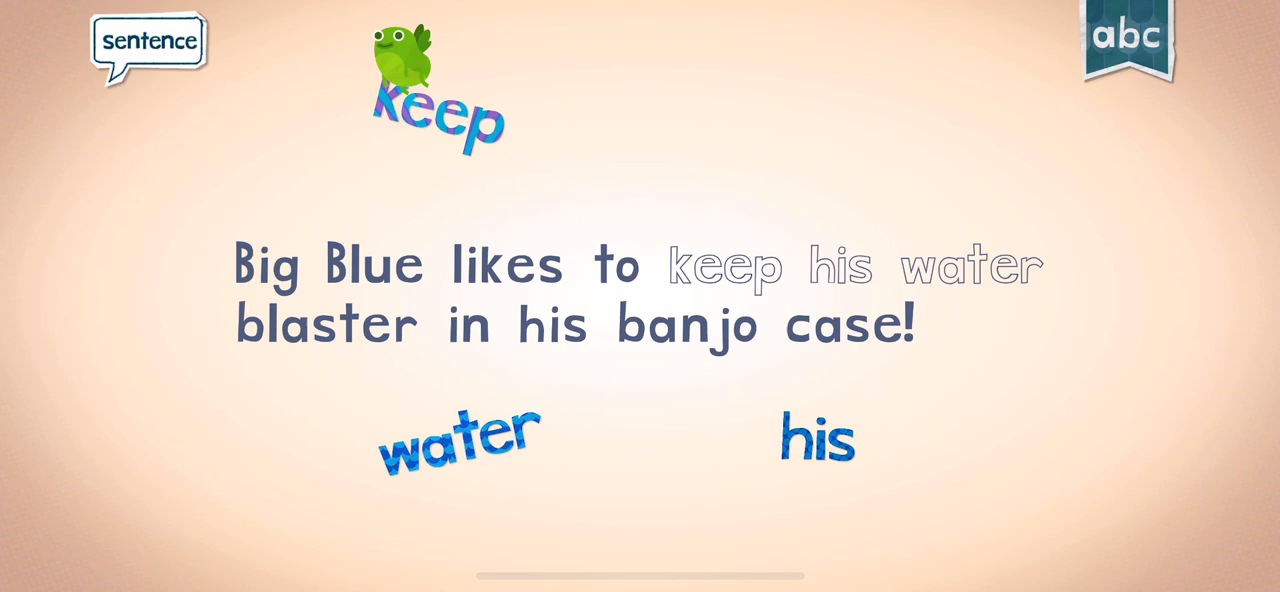 sentence
abc
keep
Big Blue likes to keep his water
blaster in his banjo case!
water
his